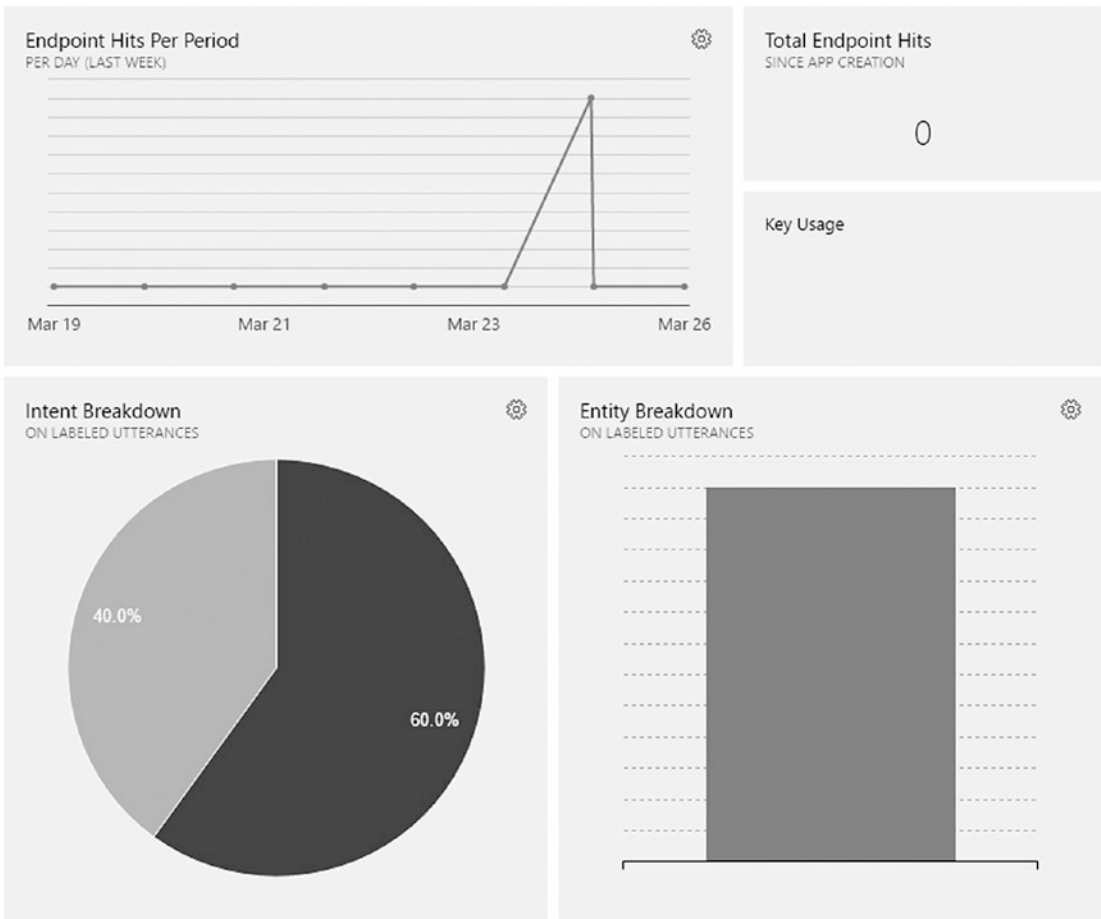 Endpoint Hits Per Period
PER DAY (LAST WEEK)
Mar 19
Mar 21
Mar 23
Mar 26
Total Endpoint Hits
SINCE APP CREATION
0
Key Usage
Intent Breakdown
ON LABELED UTTERANCES
40.0%
60.0%
Entity Breakdown
ON LABELED UTTERANCES